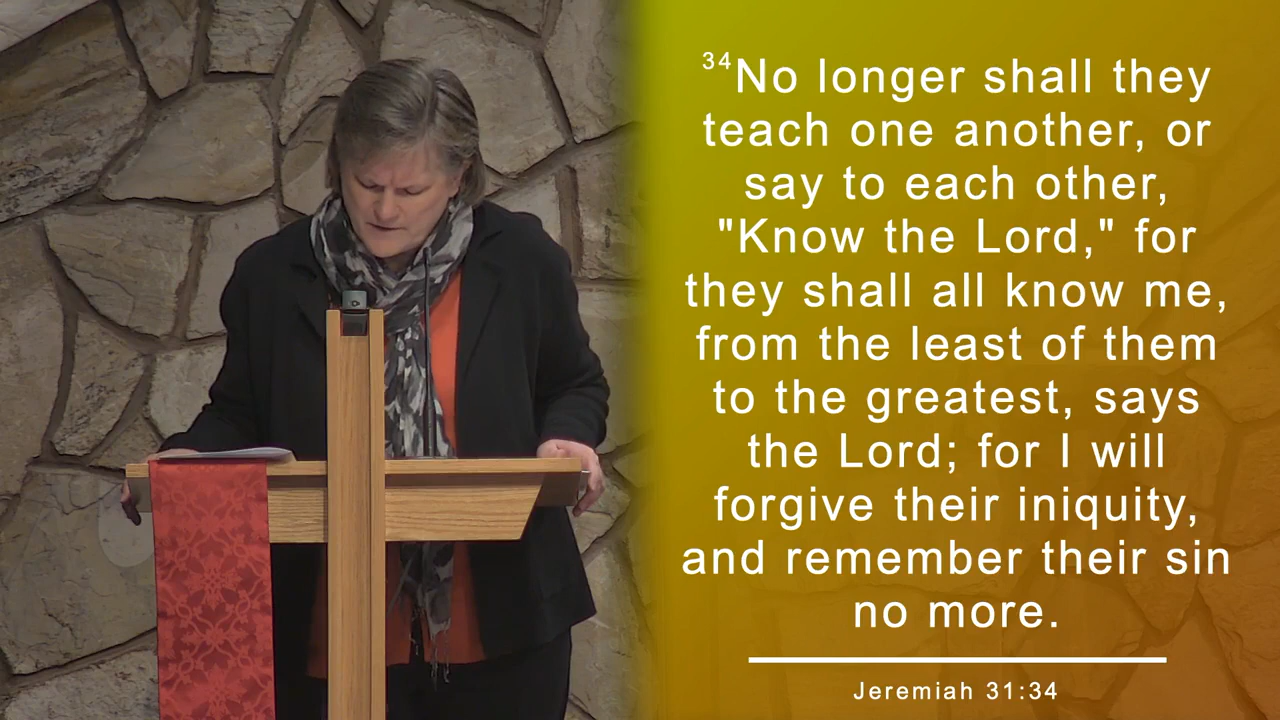 34No longer shall they
teach one another, or
say to each other,
"Know the Lord," for
they shall all know me,
from the least of them
to the greatest, says
the Lord; for I will
forgive their iniquity,
and remember their sin
no more.
Jeremiah 31:34